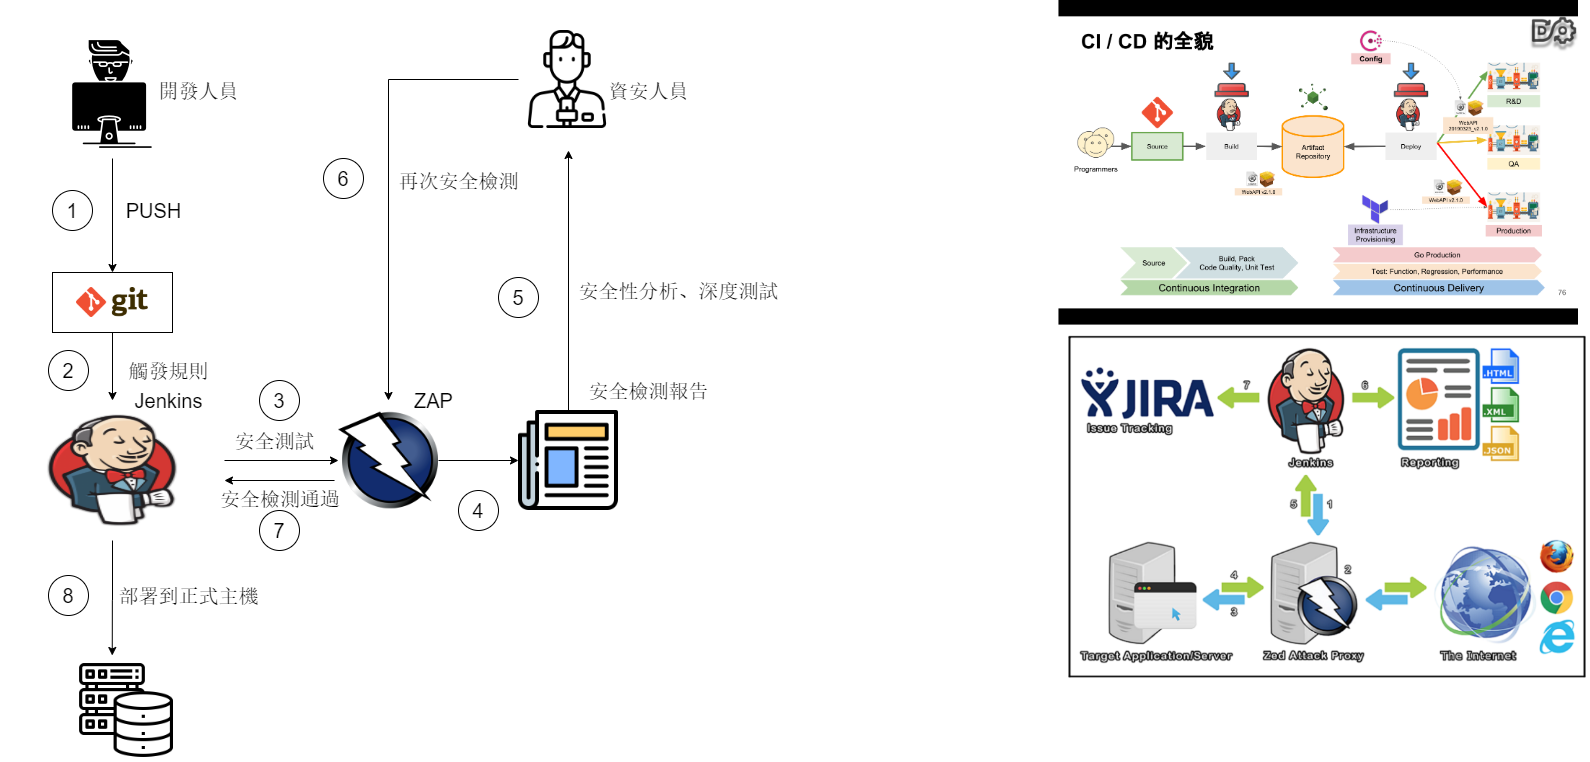 開發人員
資安人員
6
再次安全檢測
1
PUSH
git
5
安全性分析、深度測試
2
觸發規則
Jenkins
3
安全測試
ZAP
安全檢測報告
安全檢測通過
7
4
8
部署到正式主機
CI / CD 的全貌
Config
R&D
WebAPI
20190323_v2.1.0
Programmers
Source
Build
Artifact
Repository
Deploy
QA
WebAPI v2.1.0
WebAPI v2.1.0
Infrastructure
Provisioning
Production
Source
Build, Pack
Code Quality, Unit Test
Continuous Integration
Go Production
Test: Function, Regression, Performance
Continuous Delivery
76
JIRA
Issue Tracking
7
Jenkins
6
Reporting
.HTML
.XML
.JSON
5
1
Target Application/Server
4
3
2
Zed Attack Proxy
The Internet